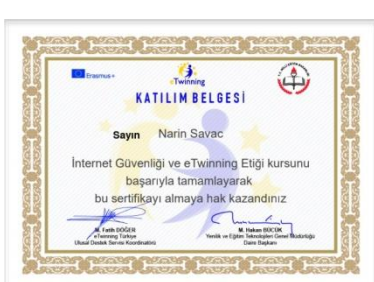 Erasmus+
eTwinning
KATILIM BELGESİ
Sayın Narin Savac
İnternet Güvenliği ve eTwinning Etiği kursunu
başarıyla tamamlayarak
bu sertifikayı almaya hak kazandınız
M. Fatih DÖĞER
eTwinning Türkiye
Ulusal Destek Servisi Koordinatörü
M. Hakan BÜCÜK
Yenilik ve Eğitim Teknolojileri Genel Müdürlüğü
Daire Başkanı